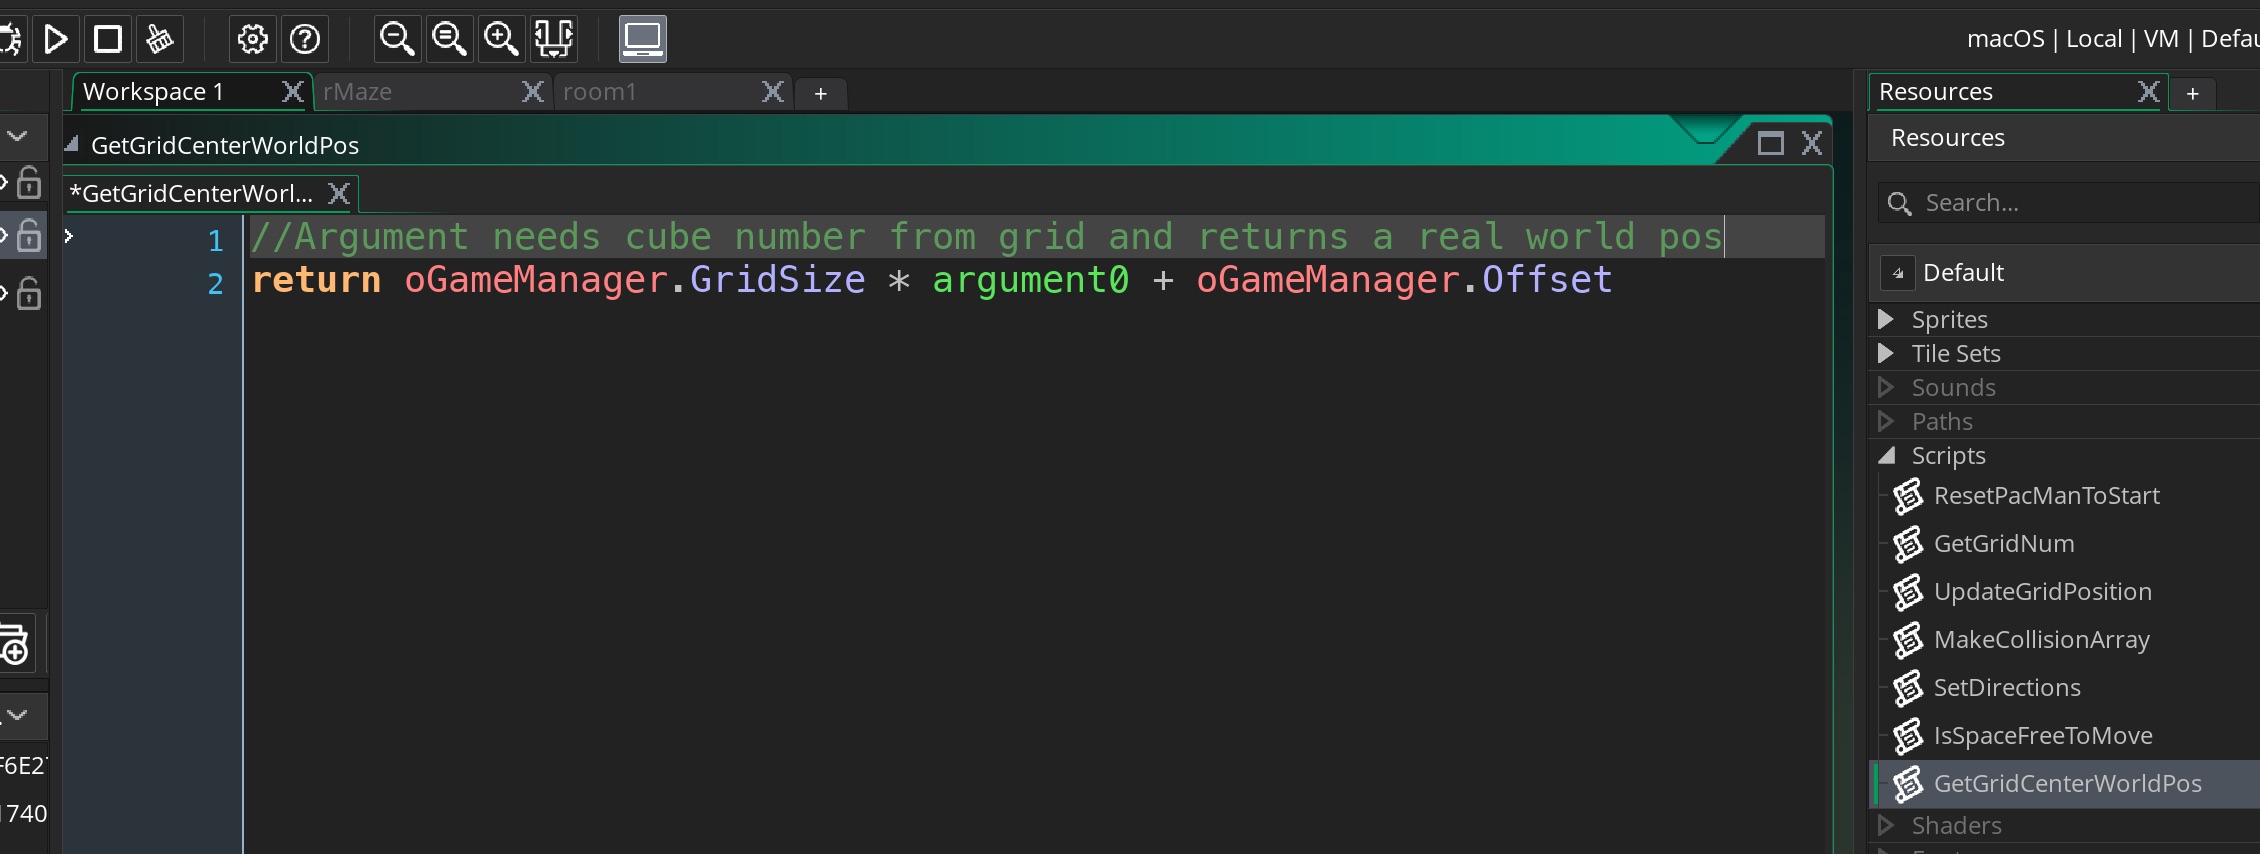 macOS | Local | VM | Defau
Workspace 1
rMaze
room1
Resources
GetGridCenterWorldPos
Resources
*GetGridCenterWorl...
Search...
1 //Argument needs cube number from grid and returns a real world pos
2 return oGameManager.GridSize * argument0 + oGameManager.Offset
Default
Sprites
Tile Sets
Sounds
Paths
Scripts
ResetPacManToStart
GetGridNum
UpdateGridPosition
MakeCollisionArray
SetDirections
IsSpaceFreeToMove
GetGridCenterWorldPos
Shaders
F6E2
1740